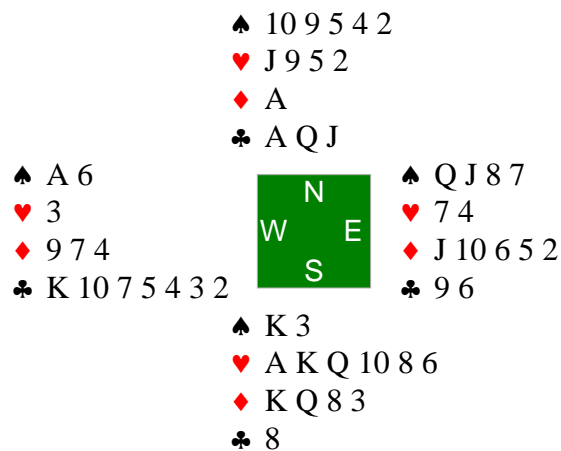 ♠ 10 9 5 4 2
♥ J 9 5 2
♦ A
♣ A Q J
♠ A 6
♥ 3
♦ 9 7 4
♣ K 10 7 5 4 3 2
N
W E
S
♠ Q J 8 7
♥ 7 4
♦ J 10 6 5 2
♣ 9 6
♠ K 3
♥ A K Q 10 8 6
♦ K Q 8 3
♣ 8